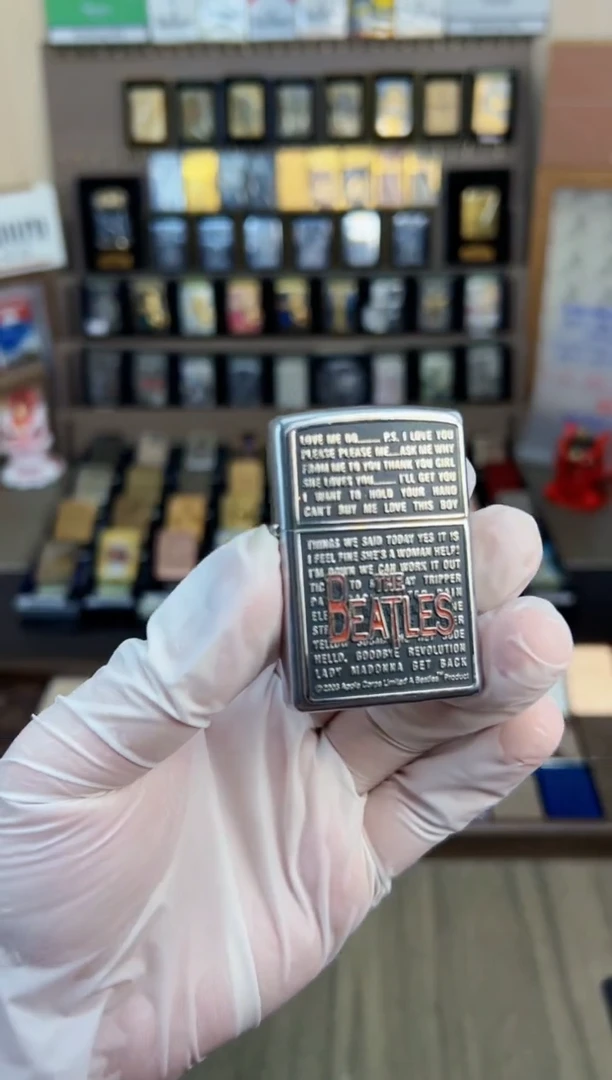 LOVE ME DO...... P.S. I LOVE YOU
PLEASE PLEASE ME...ASK ME WHY
FROM ME TO YOU THANK YOU GIRL
SHE LOVES YOU...... I'LL GET YOU
I WANT TO HOLD YOUR HAND
CAN'T BUY ME LOVE THIS BOY
THINGS WE SAID TODAY YES IT IS
I FEEL FINE SHE'S A WOMAN HELP!
I'M DOWN WE CAN WORK IT OUT
TO TRIPPER
THE
BEATLES
HELLO, GOODBYE REVOLUTION
LADY MADONNA GET BACK
Apple Corps Limited A Beatles™ Product